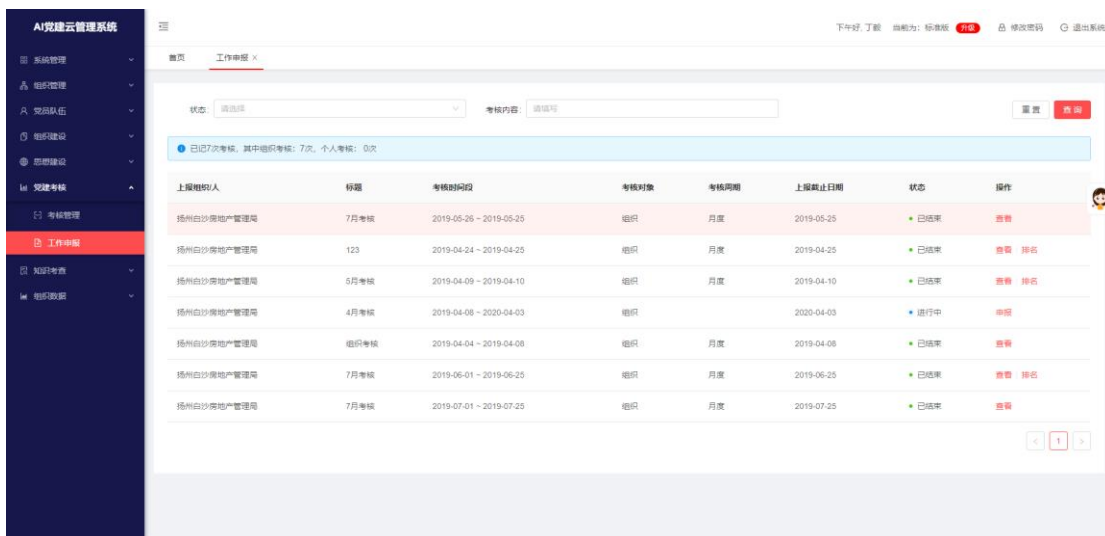 AI党建云管理系统
下午好, 丁毅 当前为: 标准版 升级 修改密码 退出系统
首页 工作申报 ×
系统管理
组织管理
党员队伍
组织建设
思想建设
党建考核
考核管理
工作申报
知识考查
组织数据
状态: 请选择 考核内容: 请填写 重置 查询
已记7次考核, 其中组织考核: 7次, 个人考核: 0次
上报组织/人 标题 考核时间段 考核对象 考核周期 上报截止日期 状态 操作
扬州白沙房地产管理局 7月考核 2019-05-26 ~ 2019-05-25 组织 月度 2019-05-25 已结束 查看
扬州白沙房地产管理局 123 2019-04-24 ~ 2019-04-25 组织 月度 2019-04-25 已结束 查看 排名
扬州白沙房地产管理局 5月考核 2019-04-09 ~ 2019-04-10 组织 月度 2019-04-10 已结束 查看 排名
扬州白沙房地产管理局 4月考核 2019-04-08 ~ 2020-04-03 组织 2020-04-03 进行中 申报
扬州白沙房地产管理局 组织考核 2019-04-04 ~ 2019-04-08 组织 月度 2019-04-08 已结束 查看
扬州白沙房地产管理局 7月考核 2019-06-01 ~ 2019-06-25 组织 月度 2019-06-25 已结束 查看 排名
扬州白沙房地产管理局 7月考核 2019-07-01 ~ 2019-07-25 组织 月度 2019-07-25 已结束 查看
< 1 >